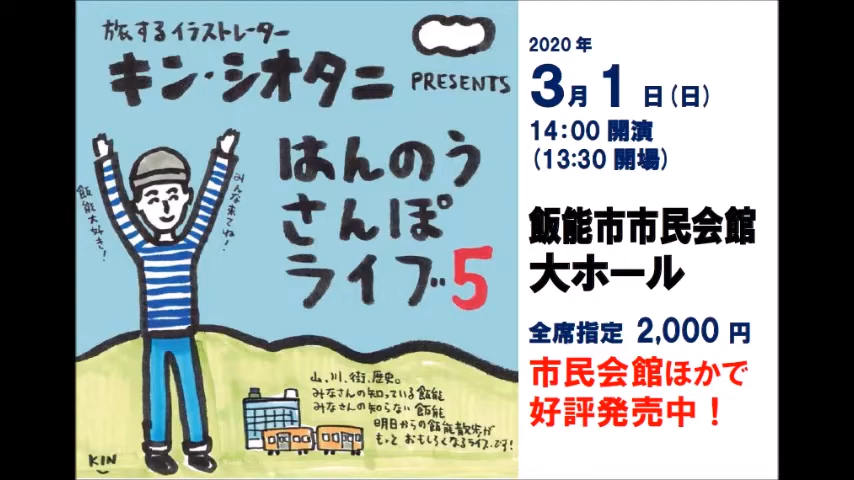 旅するイラストレーター
キン・シオタニ
PRESENTS
はんのう
さんぽ
ライブ5
みんな来てね!
飯能大好き!
山、川、街、歴史。
みなさんの知っている飯能
みなさんの知らない飯能
明日からの飯能散歩が
もっとおもしろくなるライブです!
KIN
2020年
3月1日(日)
14:00 開演
(13:30 開場)
飯能市市民会館
大ホール
全席指定 2,000円
市民会館ほかで
好評発売中!